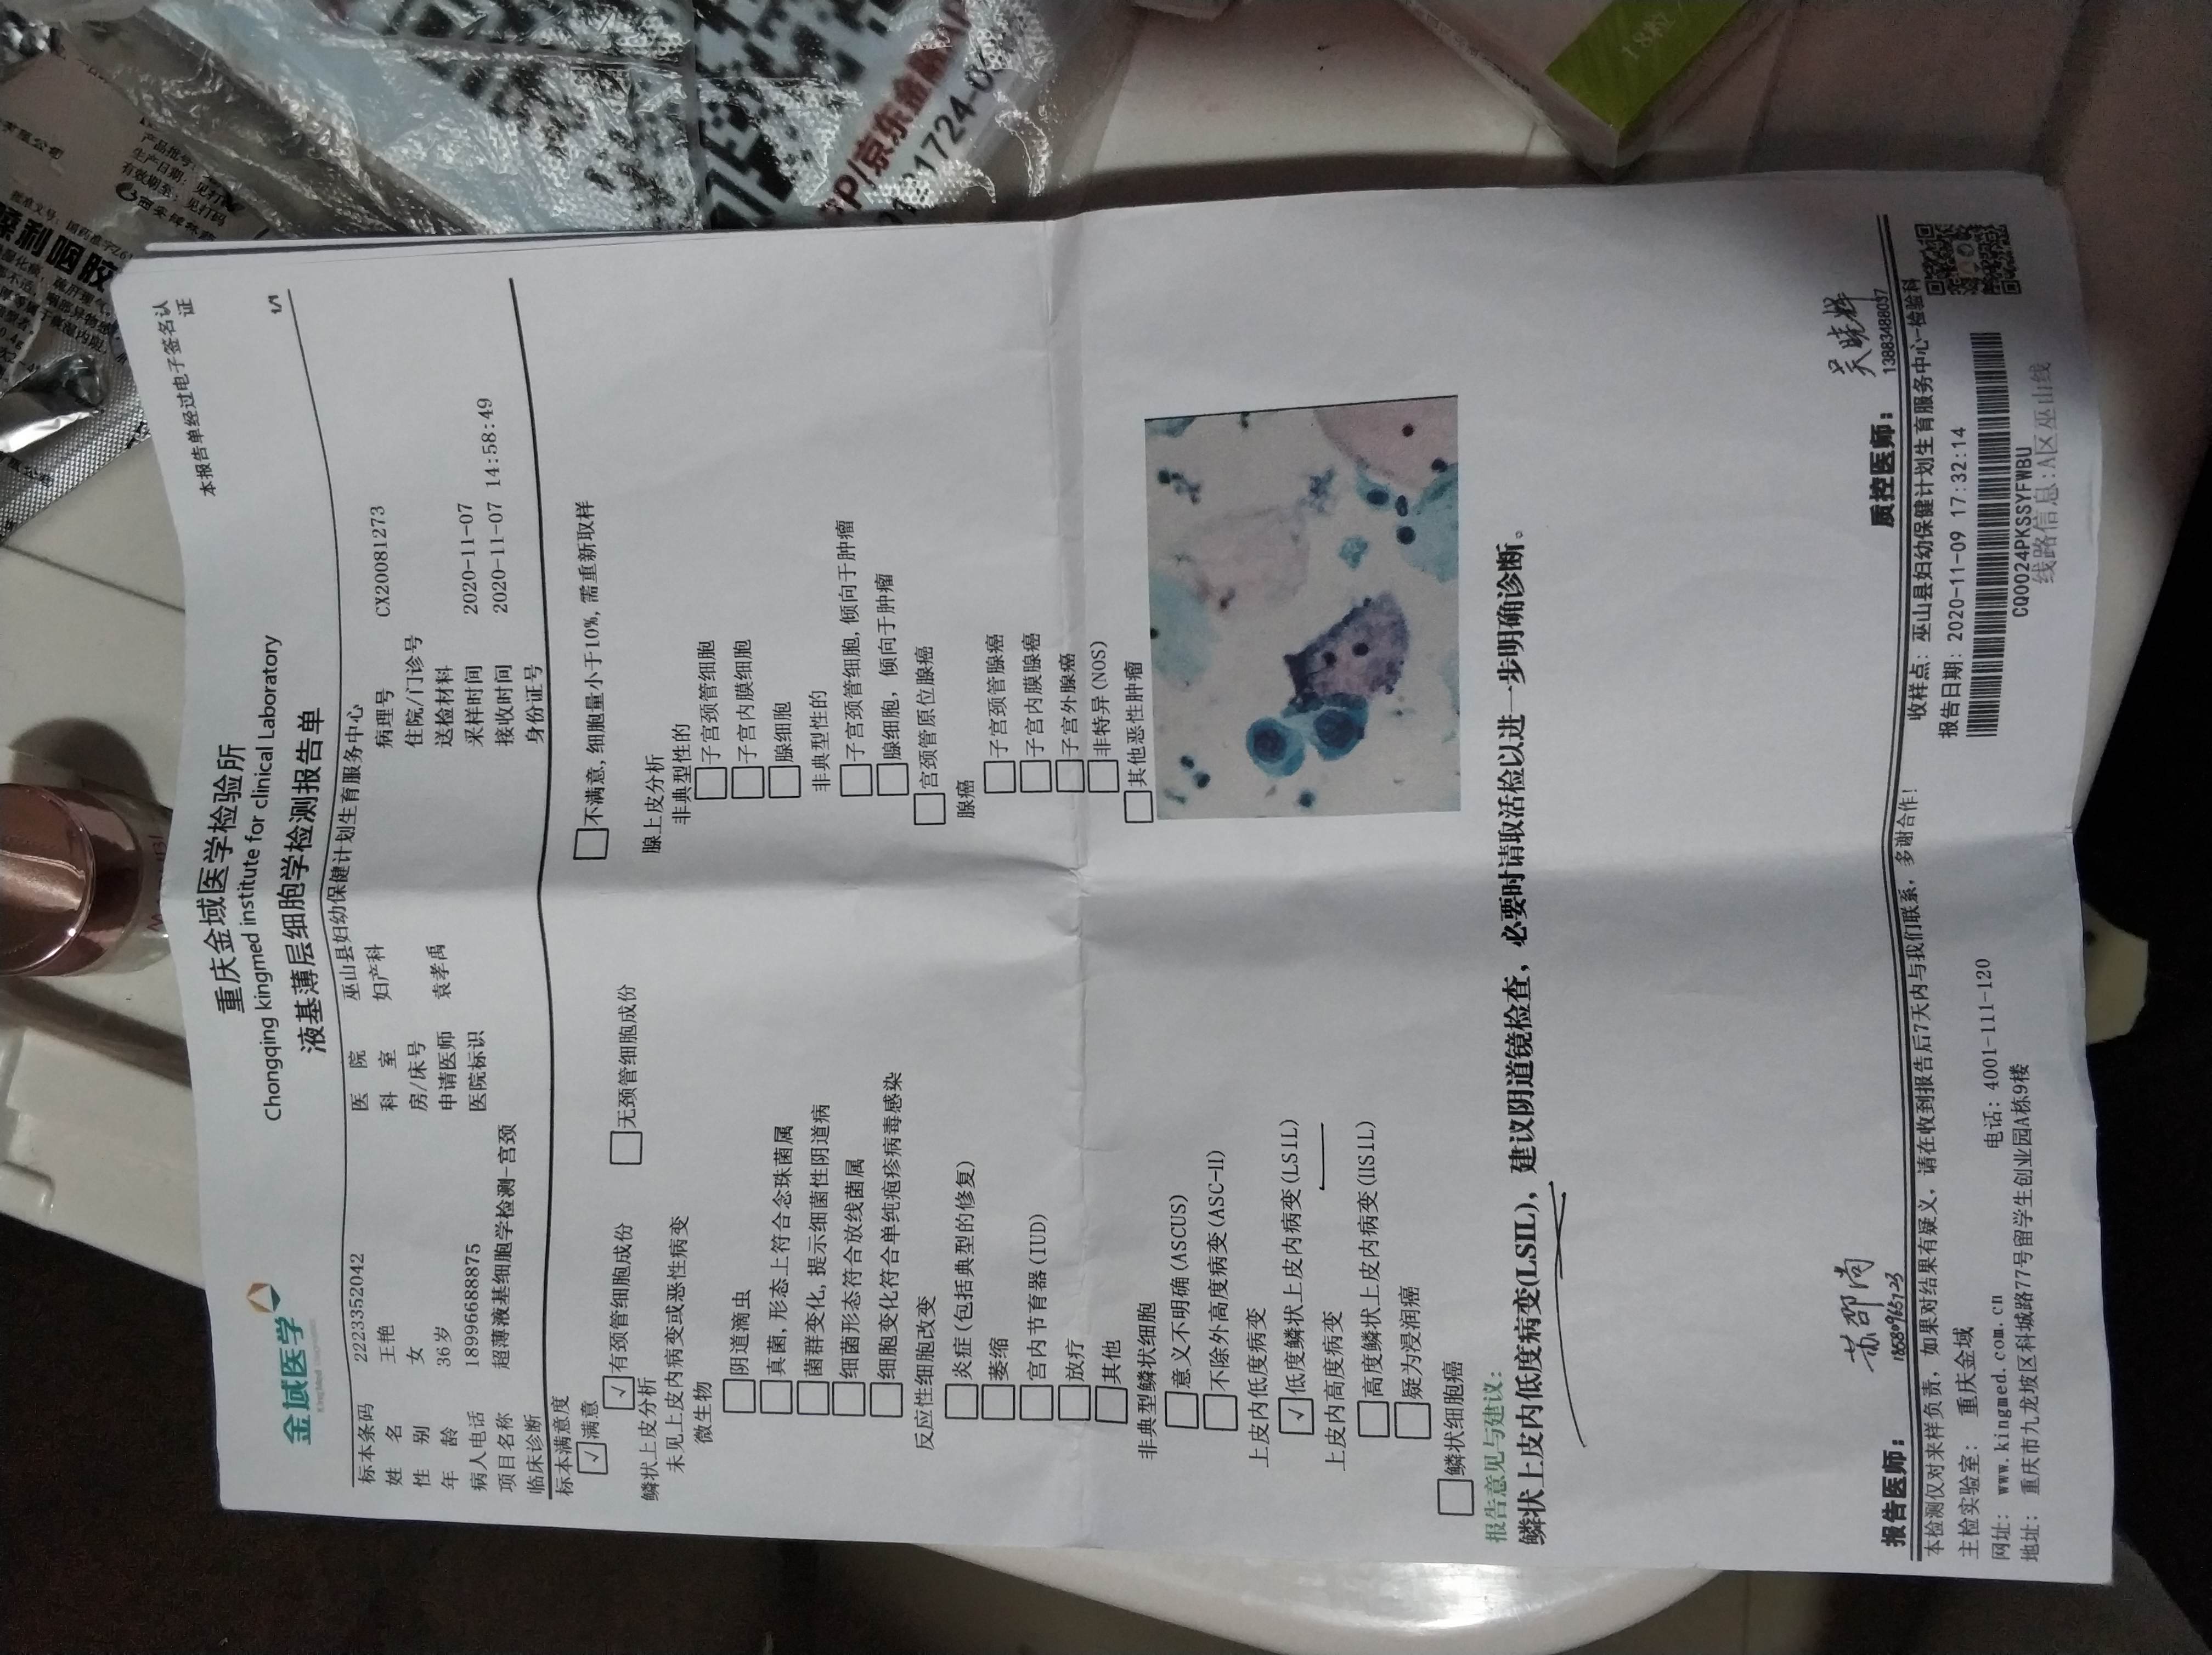 本报告单经过电子签名认
证
重庆金域医学检验所
Chongqing kingmed institute for clinical Laboratory
金域医学
KingMed Diagnostics
液基薄层细胞学检测报告单
1/1
标本条码 2223352042 医 院 巫山县妇幼保健计划生育服务中心
姓 名 王艳 科 室 妇产科 病理号 CX20081273
性 别 女 房/床号 住院/门诊号
年 龄 36岁 申请医师 袁孝禹 送检材料
病人电话 18996688875 医院标识 采样时间 2020-11-07
项目名称 超薄液基细胞学检测-宫颈 接收时间 2020-11-07 14:58:49
临床诊断 身份证号
标本满意度
√ 满意 不满意,细胞量小于10%,需重新取样
√ 有颈管细胞成份 无颈管细胞成份
鳞状上皮分析
未见上皮内病变或恶性病变
微生物
阴道滴虫
真菌,形态上符合念珠菌属
菌群变化,提示细菌性阴道病
细菌形态符合放线菌属
细胞变化符合单纯疱疹病毒感染
反应性细胞改变
炎症(包括典型的修复)
萎缩
宫内节育器(IUD)
放疗
其他
非典型鳞状细胞
意义不明确(ASCUS)
不除外高度病变(ASC-H)
上皮内低度病变
√ 低度鳞状上皮内病变(LSIL)
上皮内高度病变
高度鳞状上皮内病变(HSIL)
疑为浸润癌
鳞状细胞癌
腺上皮分析
非典型性的
子宫颈管细胞
子宫内膜细胞
腺细胞
非典型性的
子宫颈管细胞,倾向于肿瘤
腺细胞，倾向于肿瘤
宫颈管原位腺癌
腺癌
子宫颈管腺癌
子宫内膜腺癌
子宫外腺癌
非特异(NOS)
其他恶性肿瘤
报告意见与建议:
鳞状上皮内低度病变(LSIL)，建议阴道镜检查，必要时请取活检以进一步明确诊断。
报告医师: 苏邵尚
18580965723
质控医师: 吴晓辉
13883488037
本检测仅对来样负责，如果对结果有疑义，请在收到报告后7天内与我们联系，多谢合作!
收样点: 巫山县妇幼保健计划生育服务中心-检验科
主检实验室: 重庆金域
报告日期: 2020-11-09 17:32:14
网址: www.kingmed.com.cn 电话: 4001-111-120
地址: 重庆市九龙坡区科城路77号留学生创业园A栋9楼
CQ0024PKSSYFWBU
线路信息:A区巫山线
P/京东金融AP
1724-0
18粒